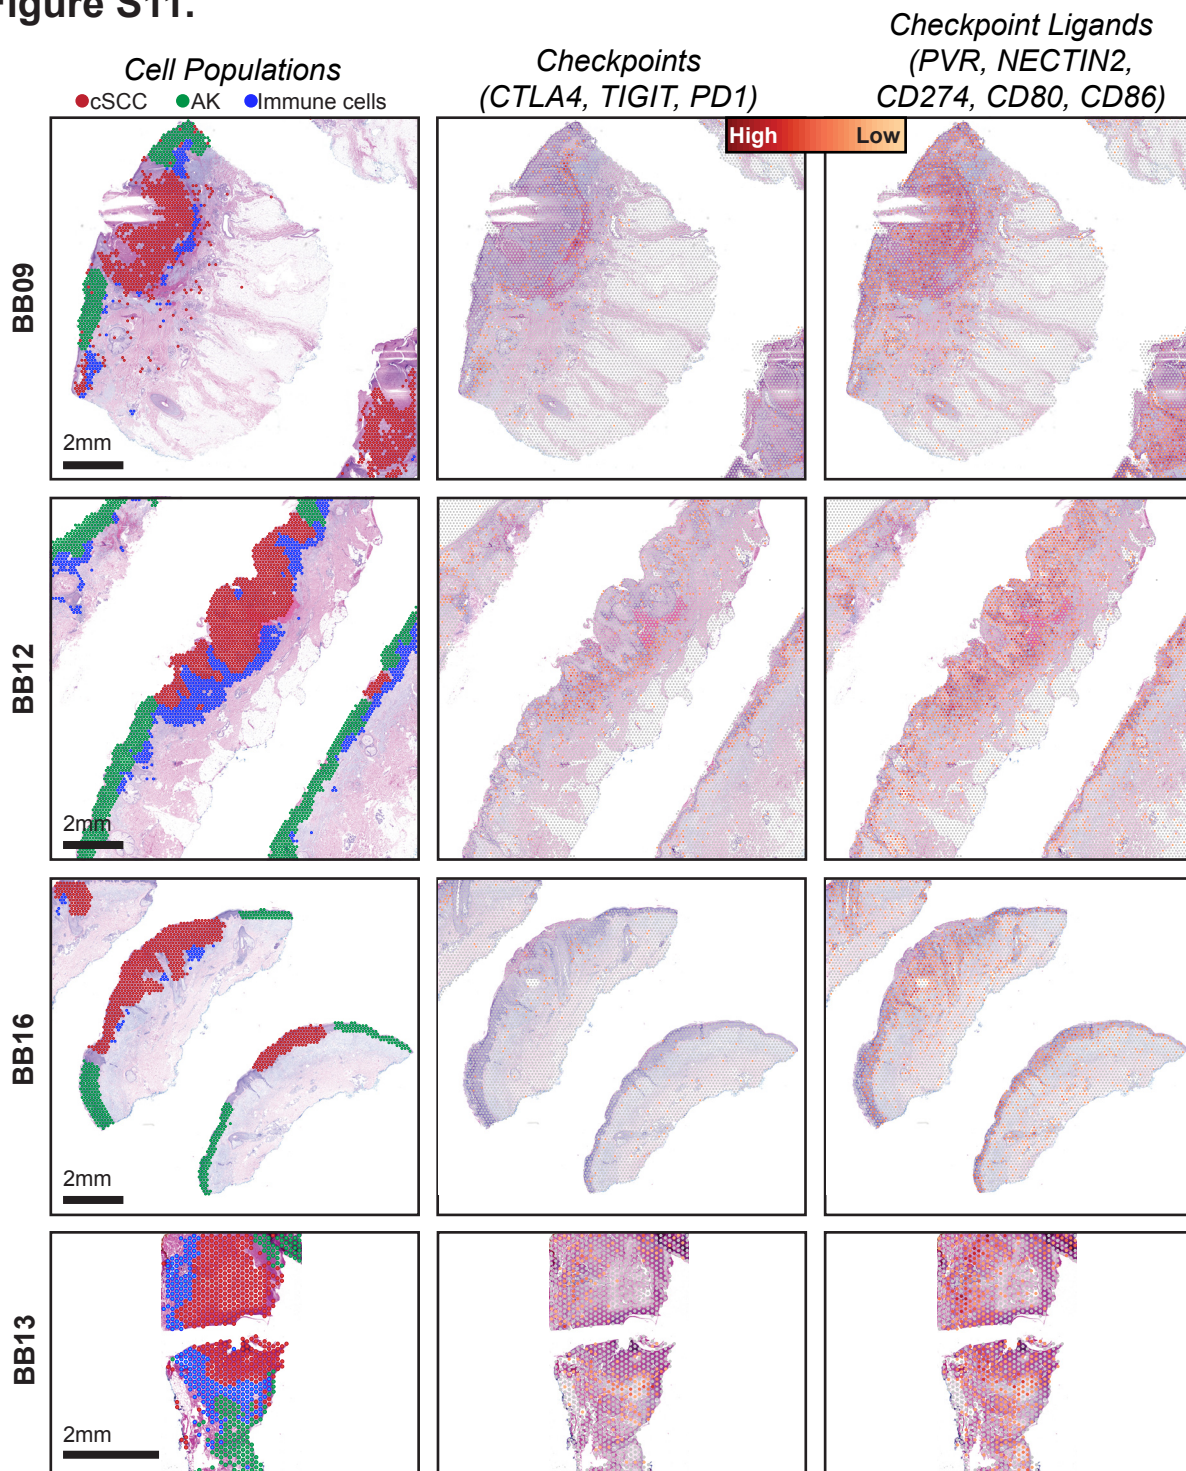 Figure S11.
Cell Populations
cSCC AK Immune cells
Checkpoints
(CTLA4, TIGIT, PD1)
Checkpoint Ligands
(PVR, NECTIN2,
CD274, CD80, CD86)
High Low
BB09
2mm
BB12
2mm
BB16
2mm
BB13
2mm